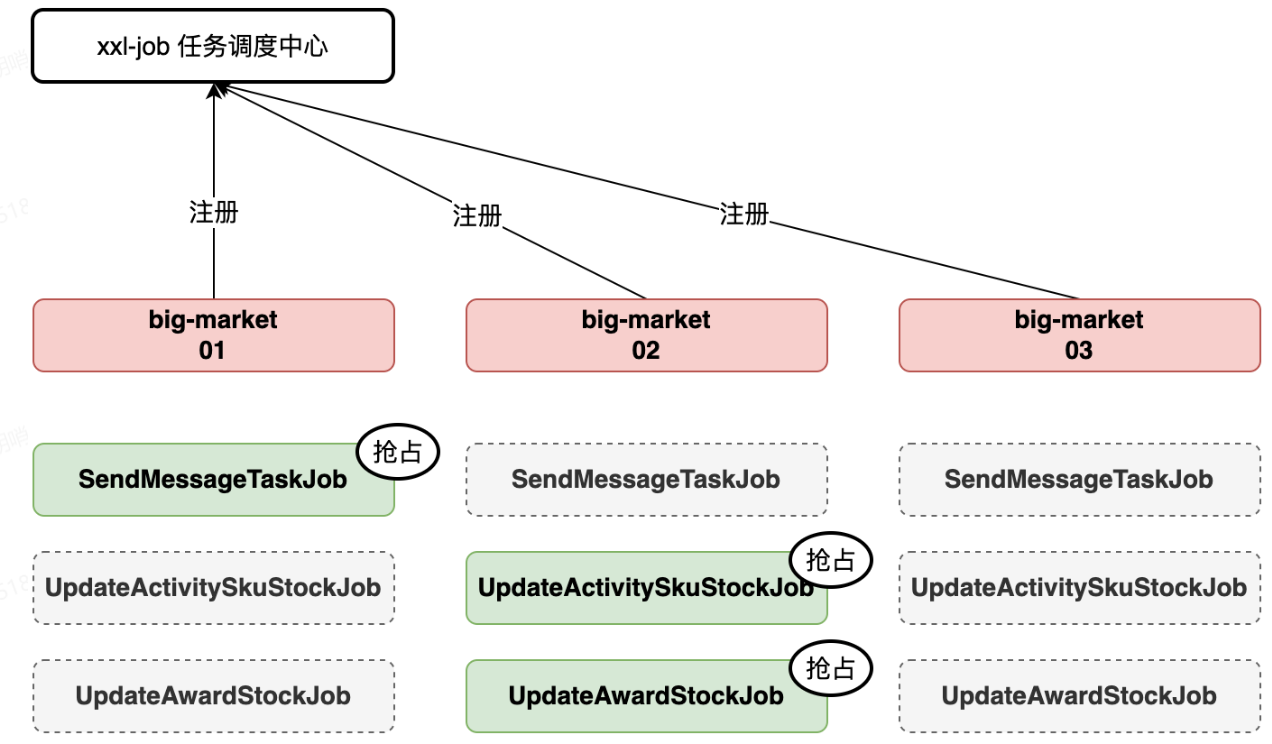 xxl-job 任务调度中心
注册
注册
注册
big-market
01
big-market
02
big-market
03
抢占
SendMessageTaskJob
SendMessageTaskJob
SendMessageTaskJob
抢占
UpdateActivitySkuStockJob
UpdateActivitySkuStockJob
UpdateActivitySkuStockJob
抢占
UpdateAwardStockJob
UpdateAwardStockJob
UpdateAwardStockJob